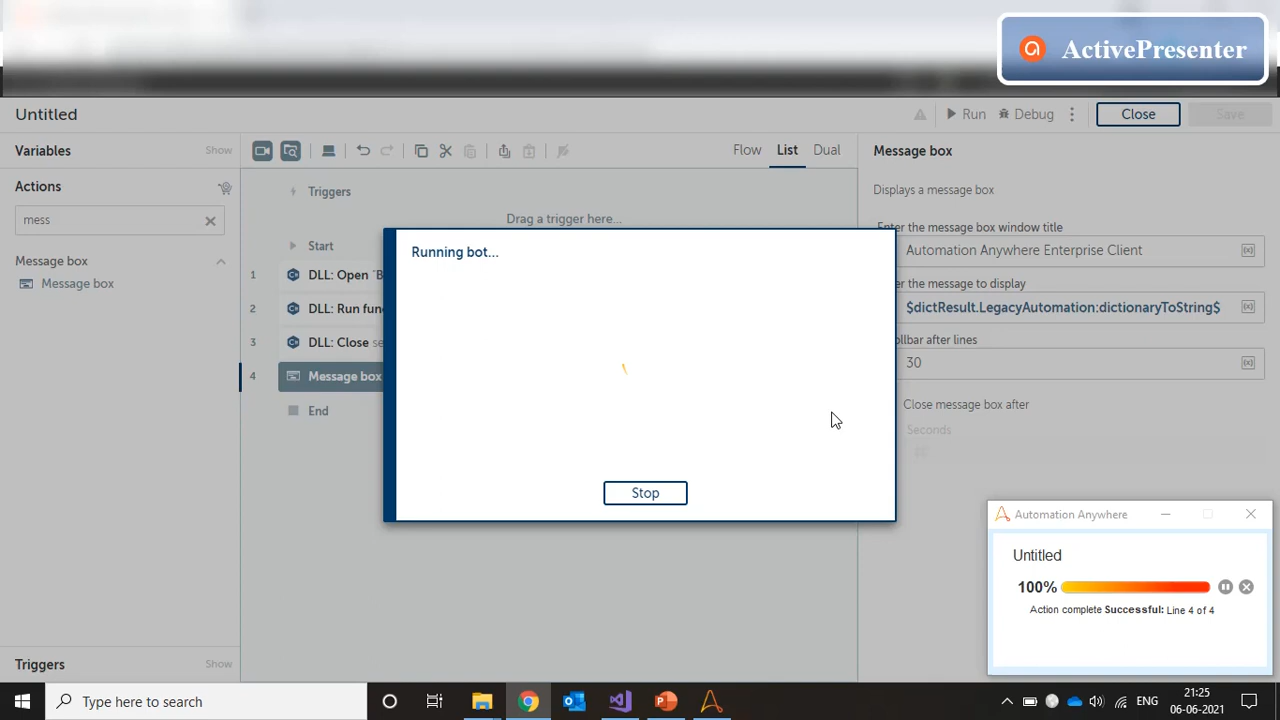 ActivePresenter
Untitled
Run
Debug
Close
Save
Variables
Show
Flow
List
Dual
Message box
Actions
Triggers
Displays a message box
mess
Drag a trigger here...
Enter the message box window title
Start
Running bot...
Automation Anywhere Enterprise Client
Message box
1
DLL: Open "B
Message box
er the message to display
2
DLL: Run fun
$dictResult.LegacyAutomation:dictionaryToString$
3
DLL: Close se
ollbar after lines
30
4
Message box
End
Close message box after
Seconds
Stop
Automation Anywhere
Untitled
100%
Action complete Successful: Line 4 of 4
Triggers
Show
Type here to search
ENG
21:25
06-06-2021